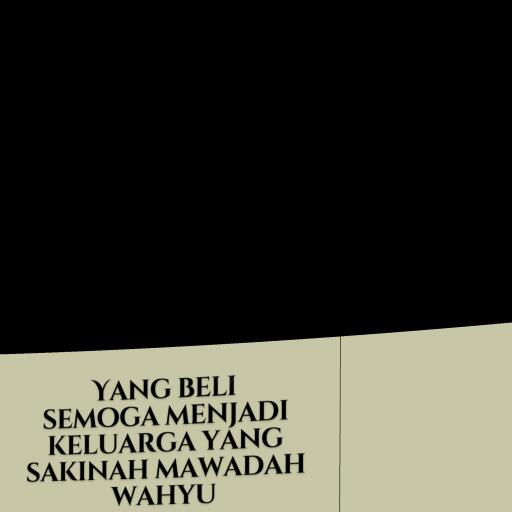 YANG BELI
SEMOGA MENJADI
KELUARGA YANG
SAKINAH MAWADAH
WAHYU